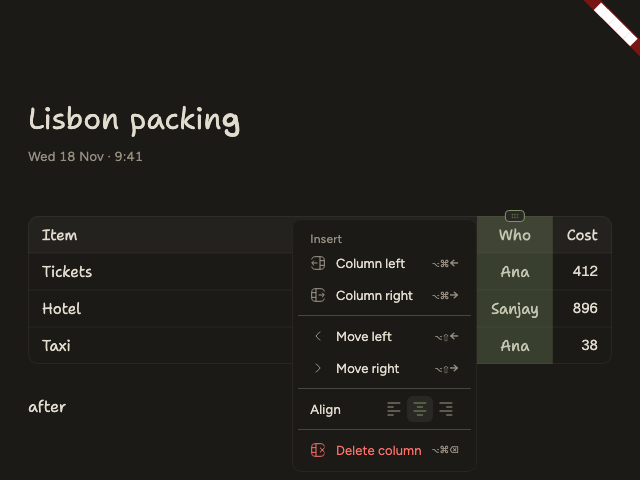 Lisbon packing
Wed 18 Nov · 9:41
Item Who Cost
Tickets Ana 412
Hotel Sanjay 896
Taxi Ana 38
after
Insert
Column left ⌥⌘←
Column right ⌥⌘→
Move left ⌥⇧←
Move right ⌥⇧→
Align
Delete column ⌥⌘⌫